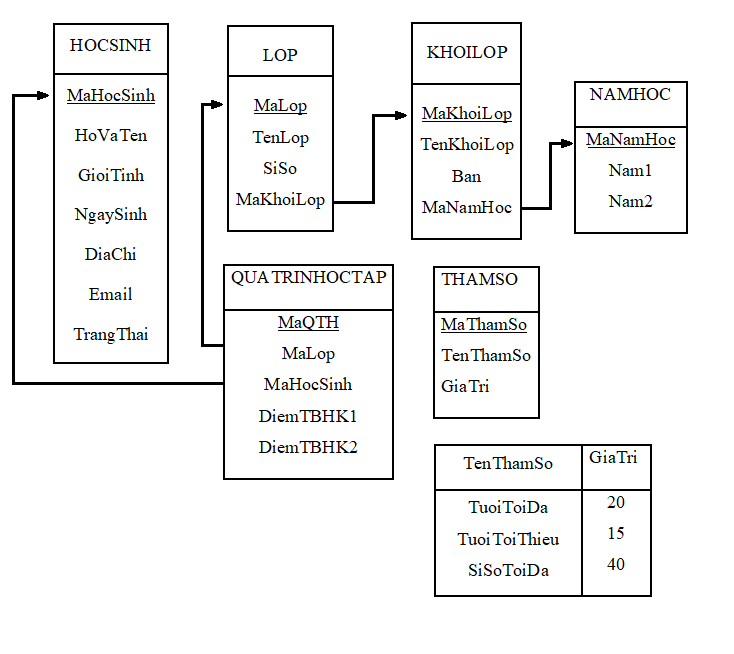 HOCSINH
MaHocSinh
HoVaTen
GioiTinh
NgaySinh
DiaChi
Email
TrangThai
LOP
MaLop
TenLop
SiSo
MaKhoiLop
KHOILOP
MaKhoiLop
TenKhoiLop
Ban
MaNamHoc
NAMHOC
MaNamHoc
Nam1
Nam2
QUATRINHOCTAP
MaQTH
MaLop
MaHocSinh
DiemTBHK1
DiemTBHK2
THAMSO
MaThamSo
TenThamSo
GiaTri
TenThamSo GiaTri
TuoiToiDa 20
TuoiToiThieu 15
SiSoToiDa 40